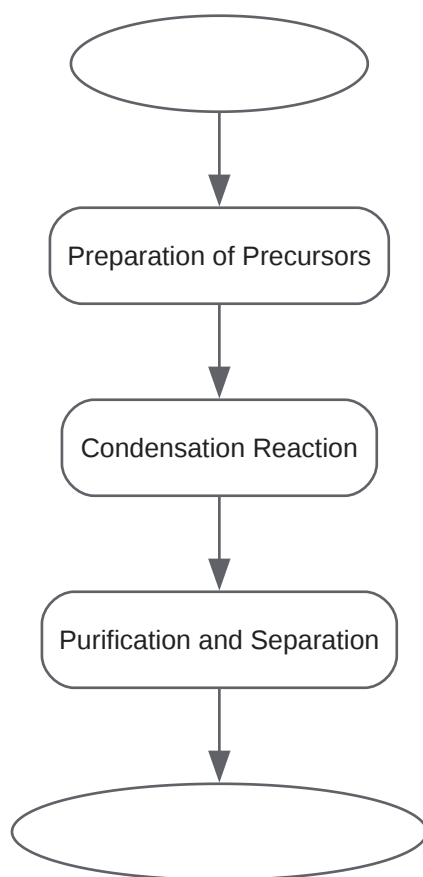 Preparation of Precursors
Condensation Reaction
Purification and Separation